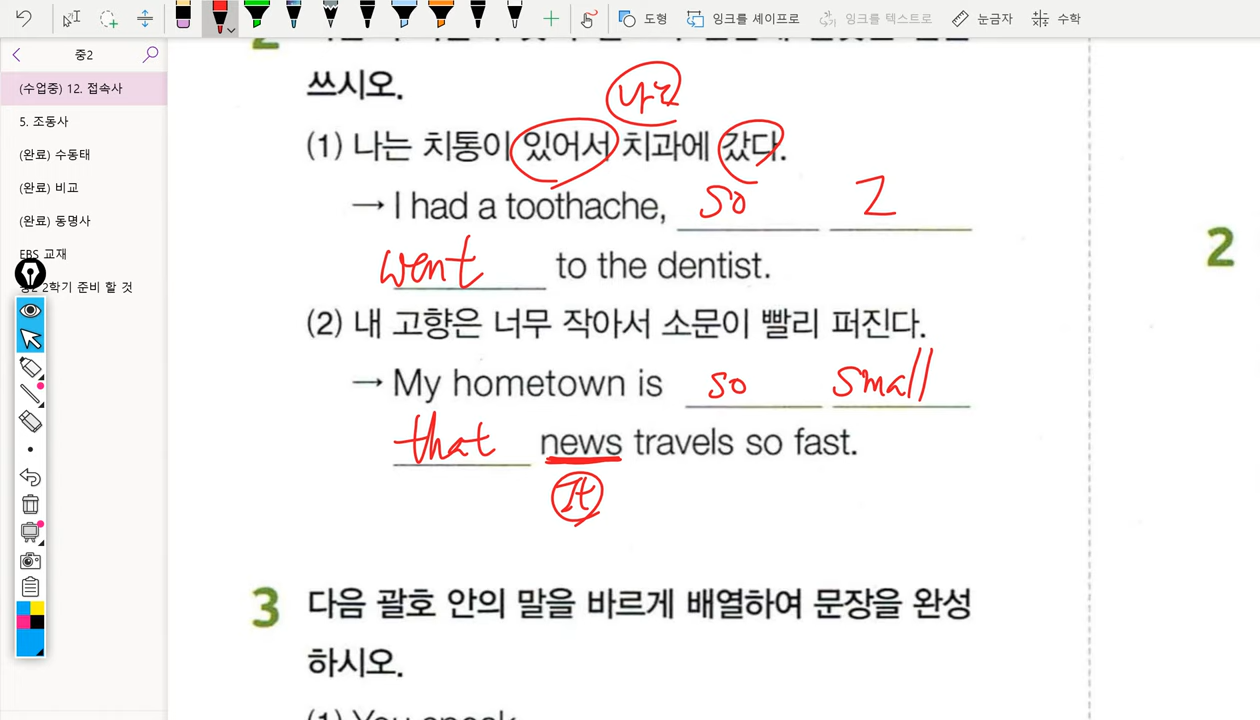 도형
잉크를 셰이프로
잉크를 텍스트로
눈금자
수학
중2
(수업중) 12. 접속사
5. 조동사
(완료) 수동태
(완료) 비교
(완료) 동명사
EBS 교재
2학기 준비 할 것
2
쓰시오.
(1) 나는 치통이 있어서 치과에 갔다.
→ I had a toothache, so I
went to the dentist.
(2) 내 고향은 너무 작아서 소문이 빨리 퍼진다.
→ My hometown is so small
that news travels so fast.
It
3 다음 괄호 안의 말을 바르게 배열하여 문장을 완성
하시오.
(1) You speak
2